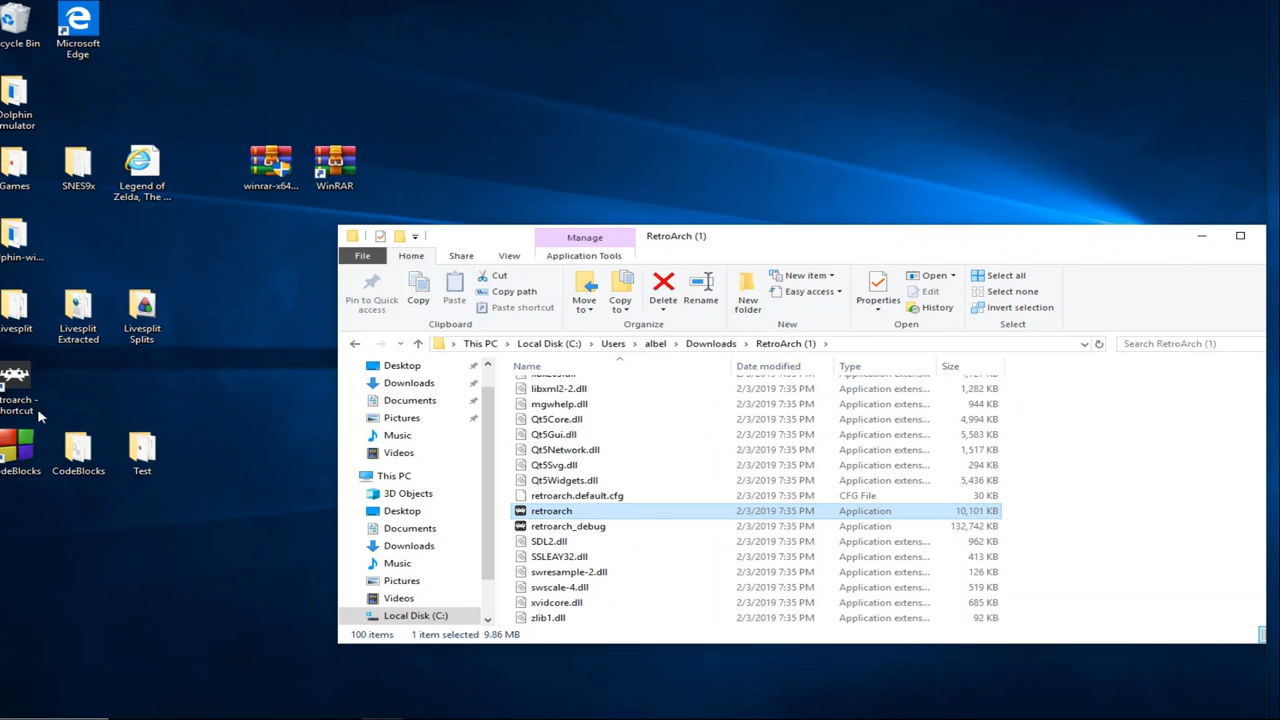 cycle Bin
Microsoft
Edge
Dolphin
mulator
Games
SNES9x
Legend of
Zelda, The ...
winrar-x64...
WinRAR
lphin-wi...
ivesplit
Livesplit
Extracted
Livesplit
Splits
troarch -
hortcut
deBlocks
CodeBlocks
Test
Manage
RetroArch (1)
File
Home
Share
View
Application Tools
Pin to Quick
access
Copy
Paste
Cut
Copy path
Paste shortcut
Clipboard
Move
to
Copy
to
Delete
Rename
Organize
New
folder
New item
Easy access
New
Properties
Open
Edit
History
Open
Select all
Select none
Invert selection
Select
This PC > Local Disk (C:) > Users > albel > Downloads > RetroArch (1) >
Search RetroArch (1)
Desktop
Downloads
Documents
Pictures
Music
Videos
This PC
3D Objects
Desktop
Documents
Downloads
Music
Pictures
Videos
Local Disk (C:)
Name Date modified Type Size
libxml2-2.dll 2/3/2019 7:35 PM Application extens... 1,282 KB
mgwhelp.dll 2/3/2019 7:35 PM Application extens... 944 KB
Qt5Core.dll 2/3/2019 7:35 PM Application extens... 4,994 KB
Qt5Gui.dll 2/3/2019 7:35 PM Application extens... 5,583 KB
Qt5Network.dll 2/3/2019 7:35 PM Application extens... 1,517 KB
Qt5Svg.dll 2/3/2019 7:35 PM Application extens... 294 KB
Qt5Widgets.dll 2/3/2019 7:35 PM Application extens... 5,436 KB
retroarch.default.cfg 2/3/2019 7:35 PM CFG File 30 KB
retroarch 2/3/2019 7:35 PM Application 10,101 KB
retroarch_debug 2/3/2019 7:35 PM Application 132,742 KB
SDL2.dll 2/3/2019 7:35 PM Application extens... 962 KB
SSLEAY32.dll 2/3/2019 7:35 PM Application extens... 413 KB
swresample-2.dll 2/3/2019 7:35 PM Application extens... 126 KB
swscale-4.dll 2/3/2019 7:35 PM Application extens... 519 KB
xvidcore.dll 2/3/2019 7:35 PM Application extens... 685 KB
zlib1.dll 2/3/2019 7:35 PM Application extens... 92 KB
100 items 1 item selected 9.86 MB